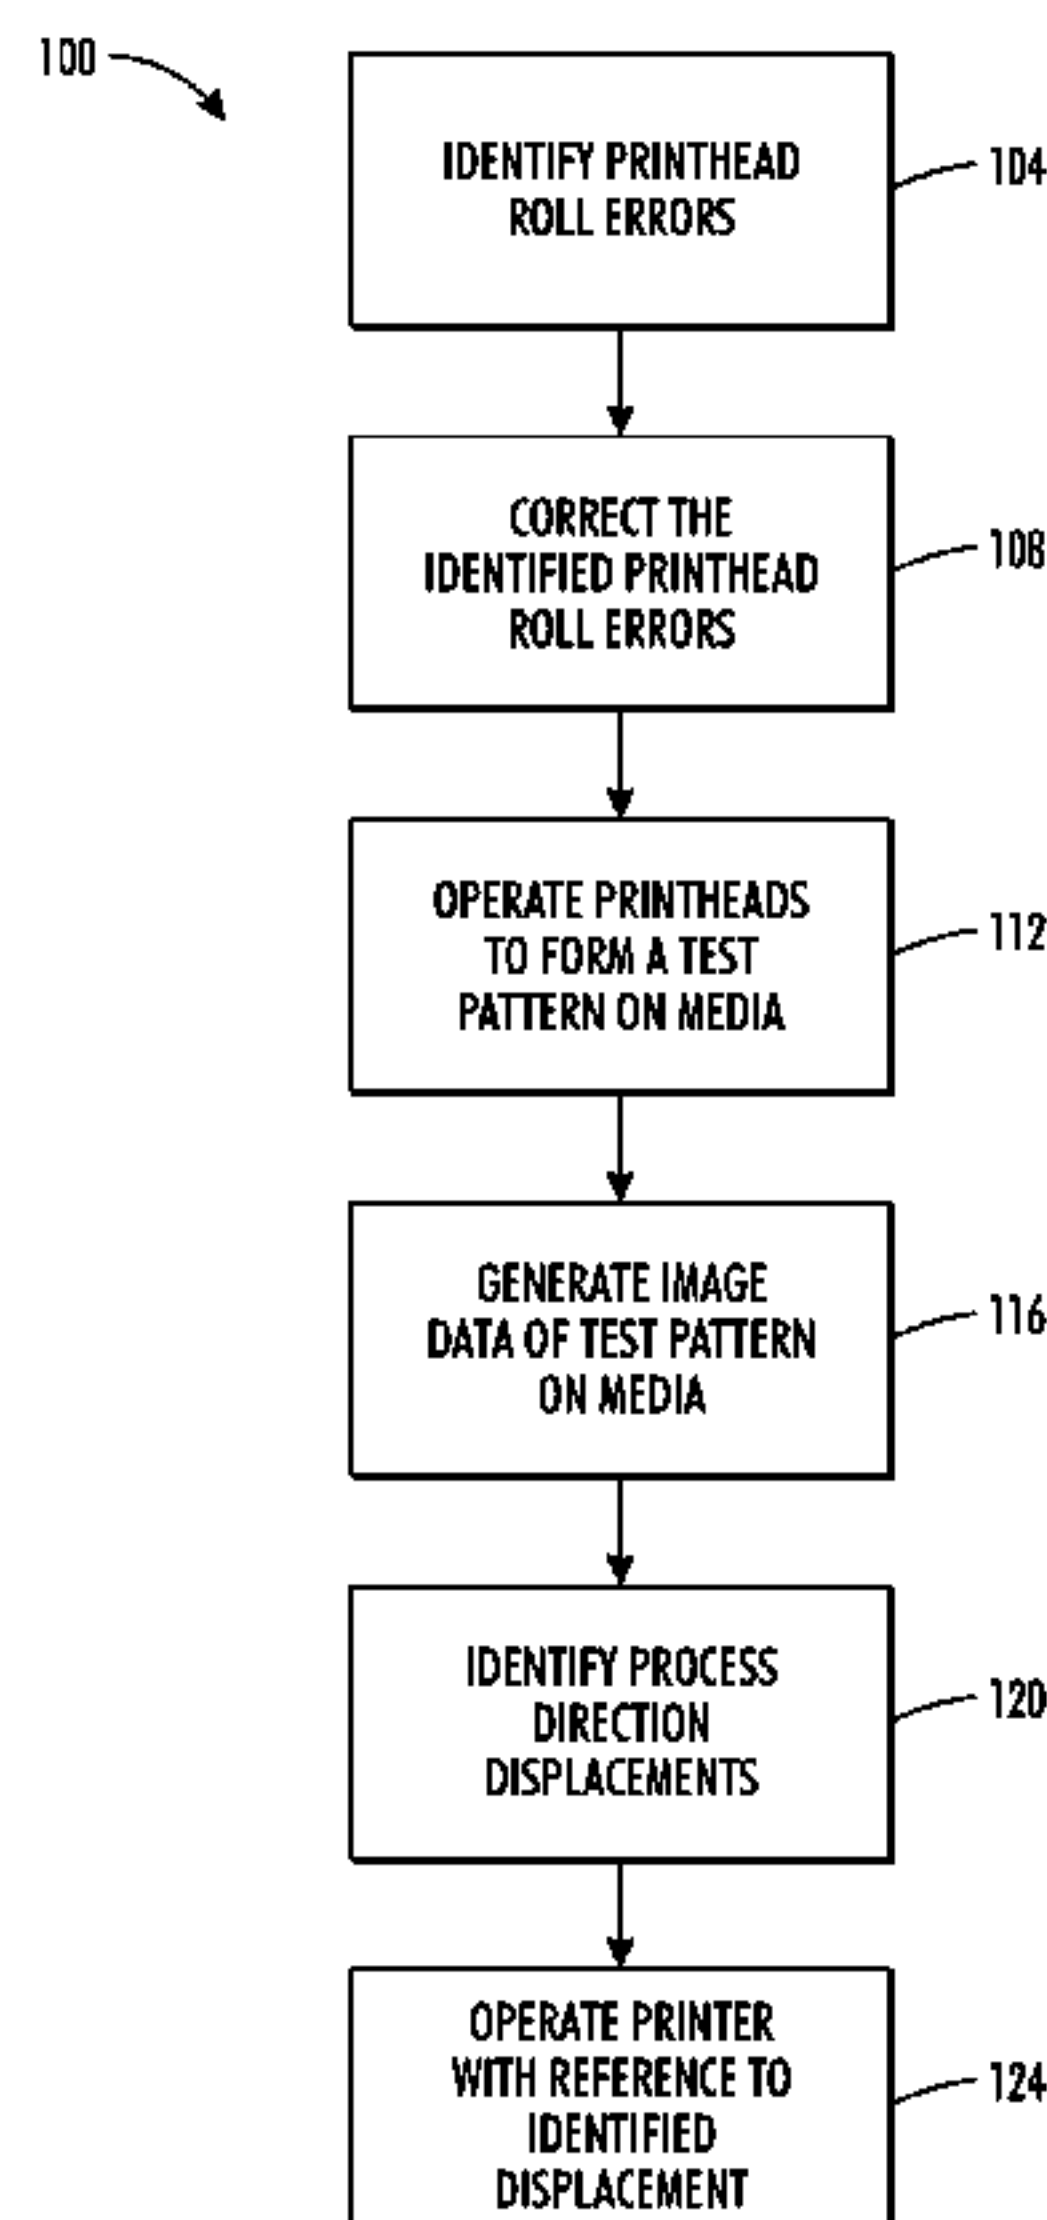 100
IDENTIFY PRINTHEAD
ROLL ERRORS
104
CORRECT THE
IDENTIFIED PRINTHEAD
ROLL ERRORS
108
OPERATE PRINTHEADS
TO FORM A TEST
PATTERN ON MEDIA
112
GENERATE IMAGE
DATA OF TEST PATTERN
ON MEDIA
116
IDENTIFY PROCESS
DIRECTION
DISPLACEMENTS
120
OPERATE PRINTER
WITH REFERENCE TO
IDENTIFIED
DISPLACEMENT
124